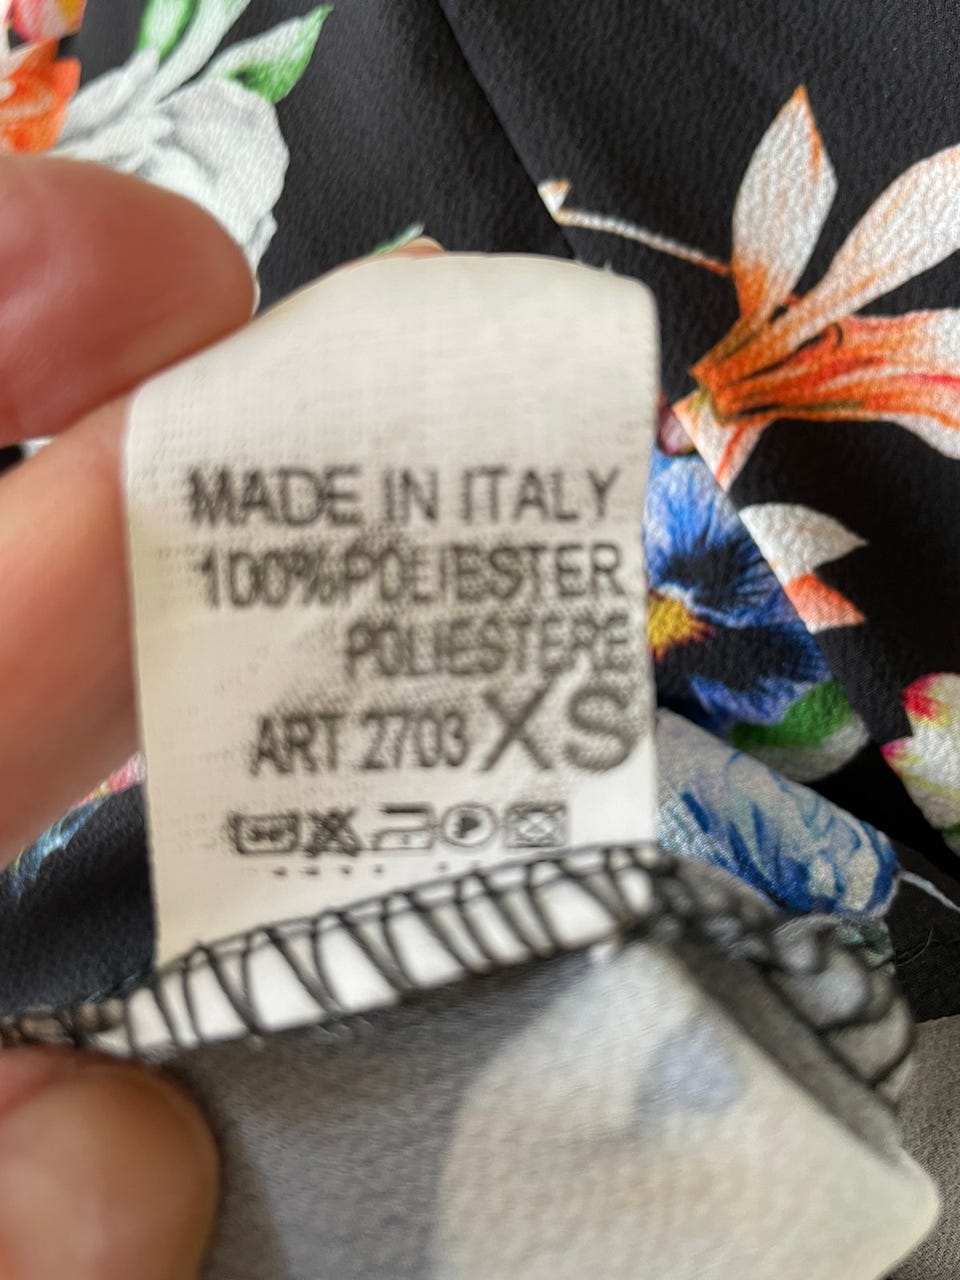 MADE IN ITALY
100%POLIESTER
POLIESTERE
ART 2703 XS
P